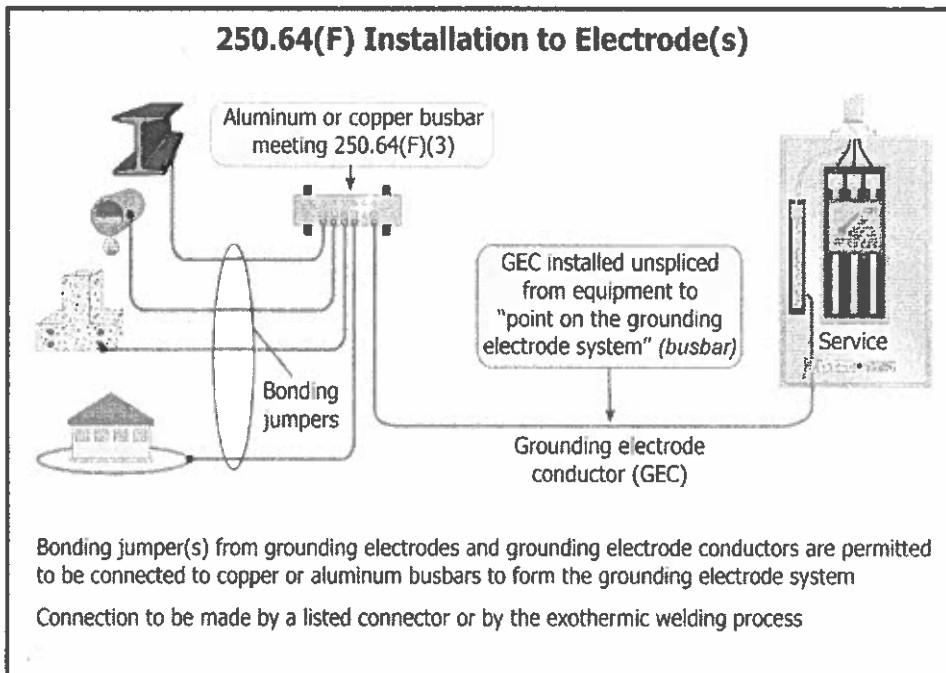 250.64(F) Installation to Electrode(s)
Aluminum or copper busbar
meeting 250.64(F)(3)
GEC installed unspliced
from equipment to
"point on the grounding
electrode system" (busbar)
Service
Bonding
jumpers
Grounding electrode
conductor (GEC)
Bonding jumper(s) from grounding electrodes and grounding electrode conductors are permitted
to be connected to copper or aluminum busbars to form the grounding electrode system
Connection to be made by a listed connector or by the exothermic welding process